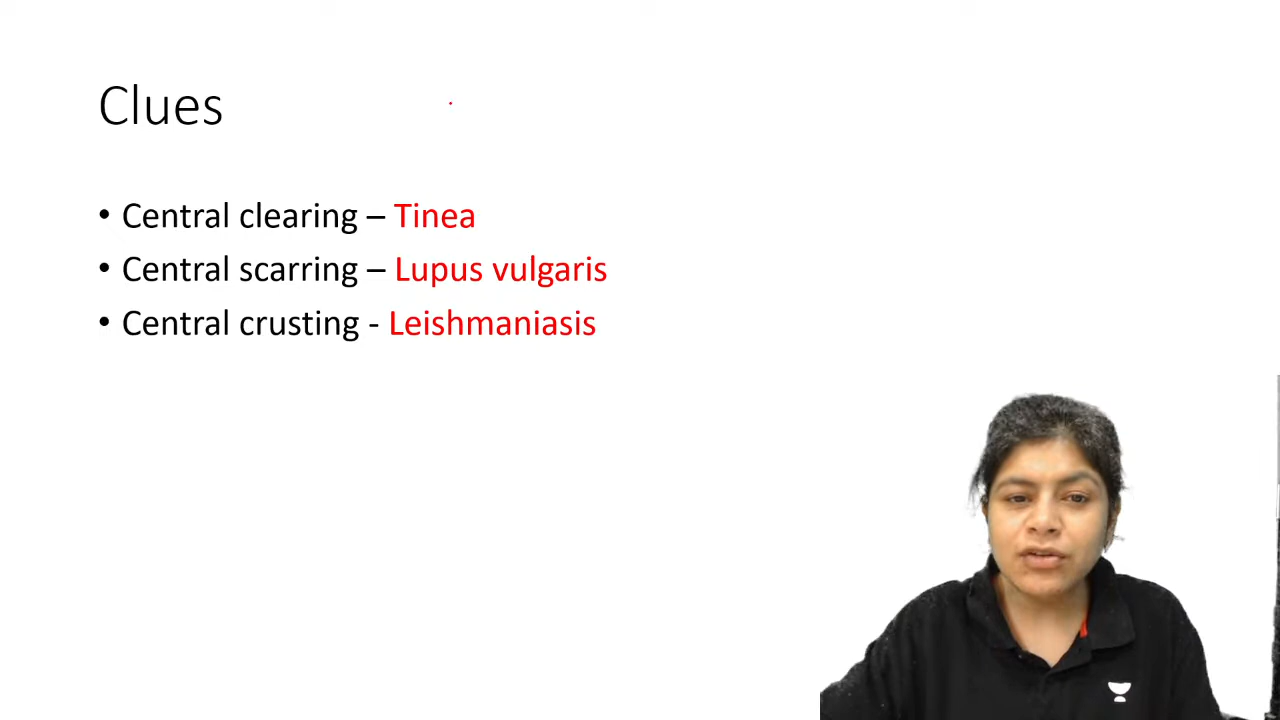 Clues
• Central clearing – Tinea
• Central scarring – Lupus vulgaris
• Central crusting - Leishmaniasis